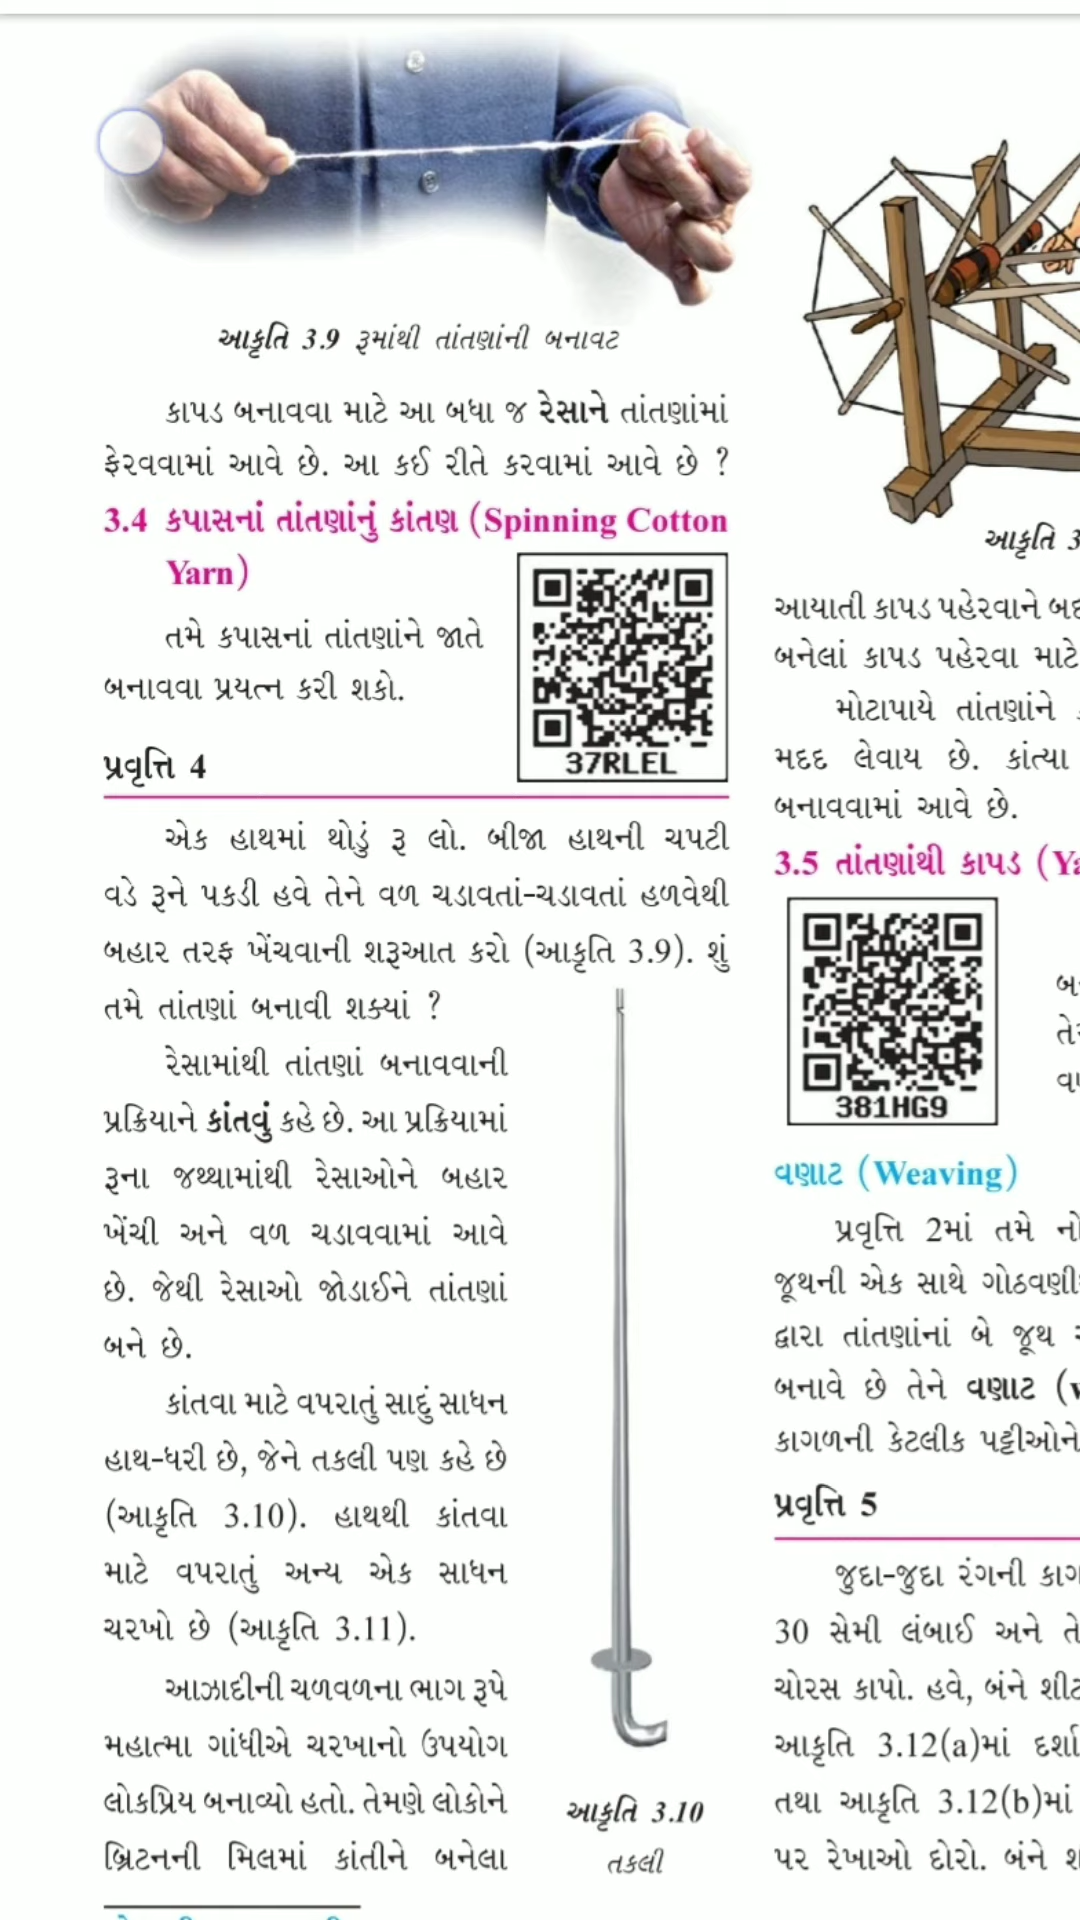 આકૃતિ 3.9 રૂમાંથી તાંતણાંની બનાવટ
કાપડ બનાવવા માટે આ બધા જ રેસાને તાંતણાંમાં
ફેરવવામાં આવે છે. આ કઈ રીતે કરવામાં આવે છે ?
3.4 કપાસનાં તાંતણાંનું કાંતણ (Spinning Cotton
Yarn)
તમે કપાસનાં તાંતણાંને જાતે
બનાવવા પ્રયત્ન કરી શકો.
37RLEL
પ્રવૃત્તિ 4
એક હાથમાં થોડું રૂ લો. બીજા હાથની ચપટી
વડે રૂને પકડી હવે તેને વળ ચડાવતાં-ચડાવતાં હળવેથી
બહાર તરફ ખેંચવાની શરૂઆત કરો (આકૃતિ 3.9). શું
તમે તાંતણાં બનાવી શક્યાં ?
રેસામાંથી તાંતણાં બનાવવાની
પ્રક્રિયાને કાંતવું કહે છે. આ પ્રક્રિયામાં
રૂના જથ્થામાંથી રેસાઓને બહાર
ખેંચી અને વળ ચડાવવામાં આવે
છે. જેથી રેસાઓ જોડાઈને તાંતણાં
બને છે.
કાંતવા માટે વપરાતું સાદું સાધન
હાથ-ધરી છે, જેને તકલી પણ કહે છે
(આકૃતિ 3.10). હાથથી કાંતવા
માટે વપરાતું અન્ય એક સાધન
ચરખો છે (આકૃતિ 3.11).
આઝાદીની ચળવળના ભાગ રૂપે
મહાત્મા ગાંધીએ ચરખાનો ઉપયોગ
લોકપ્રિય બનાવ્યો હતો. તેમણે લોકોને
બ્રિટનની મિલમાં કાંતીને બનેલા
આકૃતિ 3.10
તકલી
આકૃતિ 3
આયાતી કાપડ પહેરવાને
બનેલાં કાપડ પહેરવા માટે
મોટાપાયે તાંતણાંને
મદદ લેવાય છે. કાંત્યા
બનાવવામાં આવે છે.
3.5 તાંતણાંથી કાપડ
381HG9
વણાટ (Weaving)
પ્રવૃત્તિ 2માં તમે
જૂથની એક સાથે
દ્વારા તાંતણાંનાં બે જૂથ
બનાવે છે તેને વણાટ
કાગળની કેટલીક પટ્ટીઓને
પ્રવૃત્તિ 5
જુદા-જુદા રંગની
30 સેમી લંબાઈ અને
ચોરસ કાપો. હવે, બંને
આકૃતિ 3.12(a)માં
તથા આકૃતિ 3.12(b)માં
પર રેખાઓ દોરો. બંને